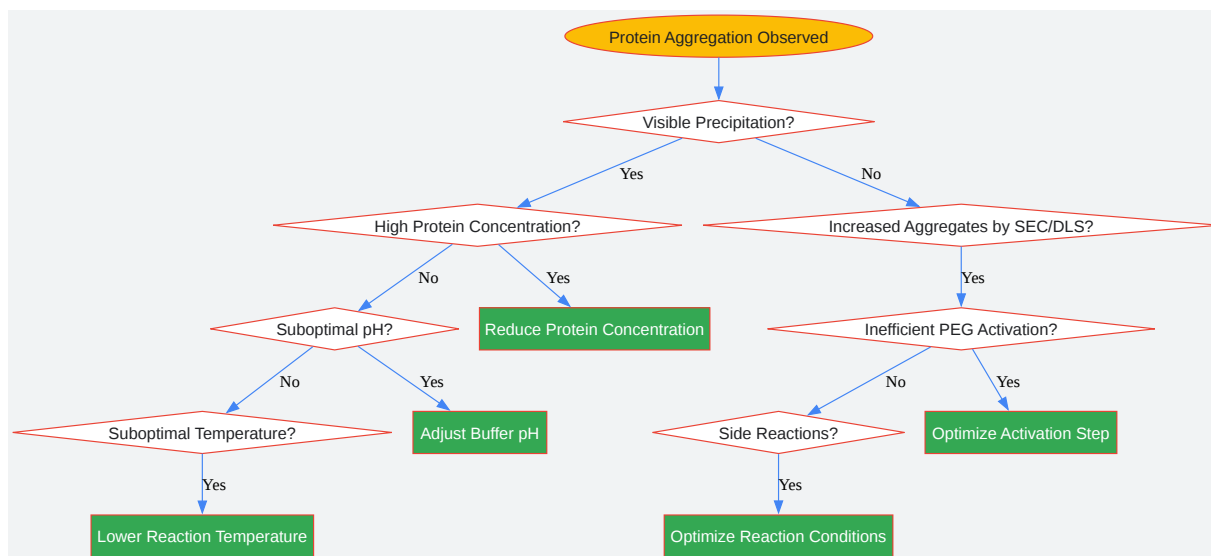 Protein Aggregation Observed
Visible Precipitation?
Yes
No
High Protein Concentration?
Increased Aggregates by SEC/DLS?
No
Yes
Yes
Suboptimal pH?
Reduce Protein Concentration
Inefficient PEG Activation?
No
Yes
No
Yes
Suboptimal Temperature?
Adjust Buffer pH
Side Reactions?
Optimize Activation Step
Yes
Yes
Lower Reaction Temperature
Optimize Reaction Conditions